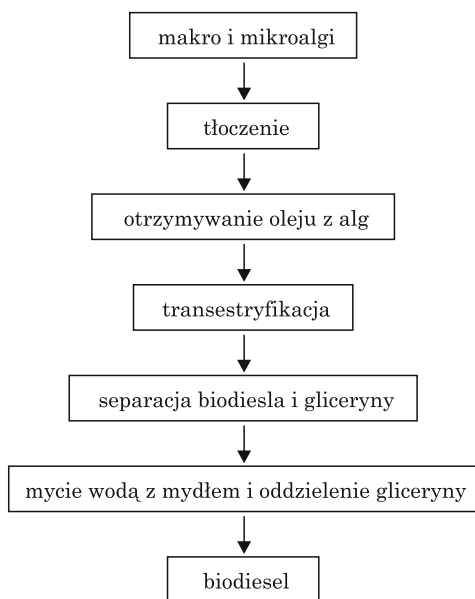 makro i mikroalgi
tłoczenie
otrzymywanie oleju z alg
transestryfikacja
separacja biodiesla i gliceryny
mycie wodą z mydłem i oddzielenie gliceryny
biodiesel